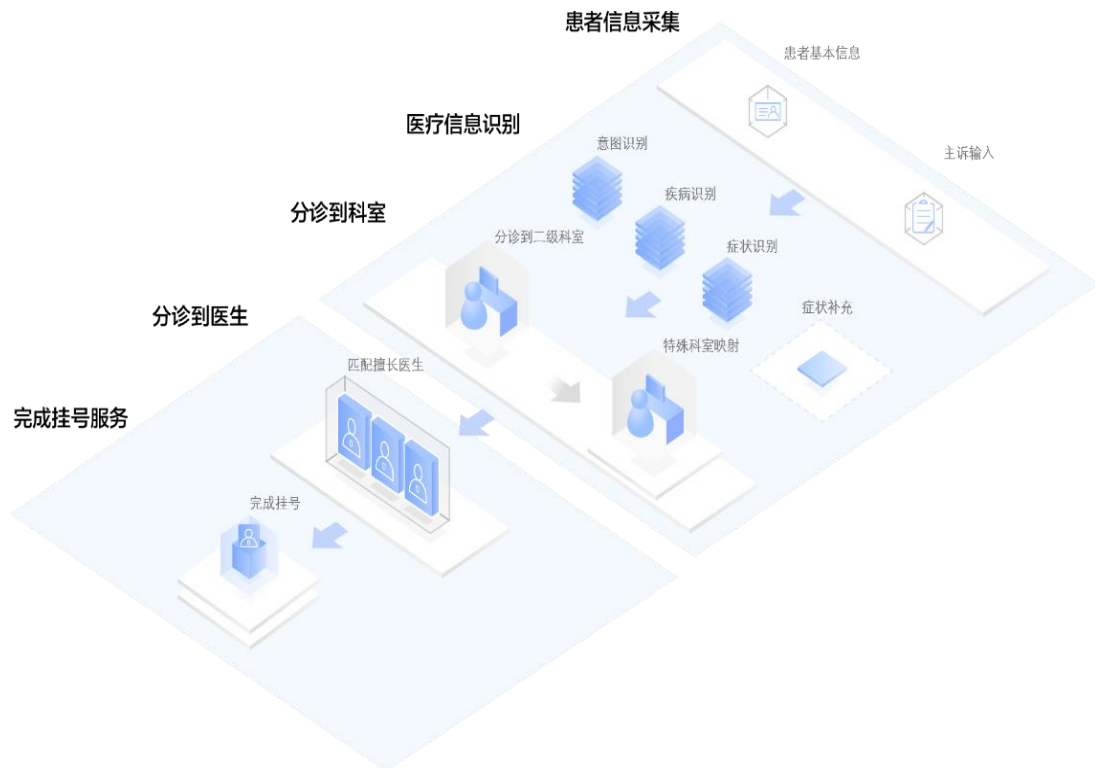 患者信息采集
患者基本信息
医疗信息识别
意图识别
主诉输入
疾病识别
分诊到科室
分诊到二级科室
症状识别
分诊到医生
症状补充
特殊科室映射
匹配擅长医生
完成挂号服务
完成挂号